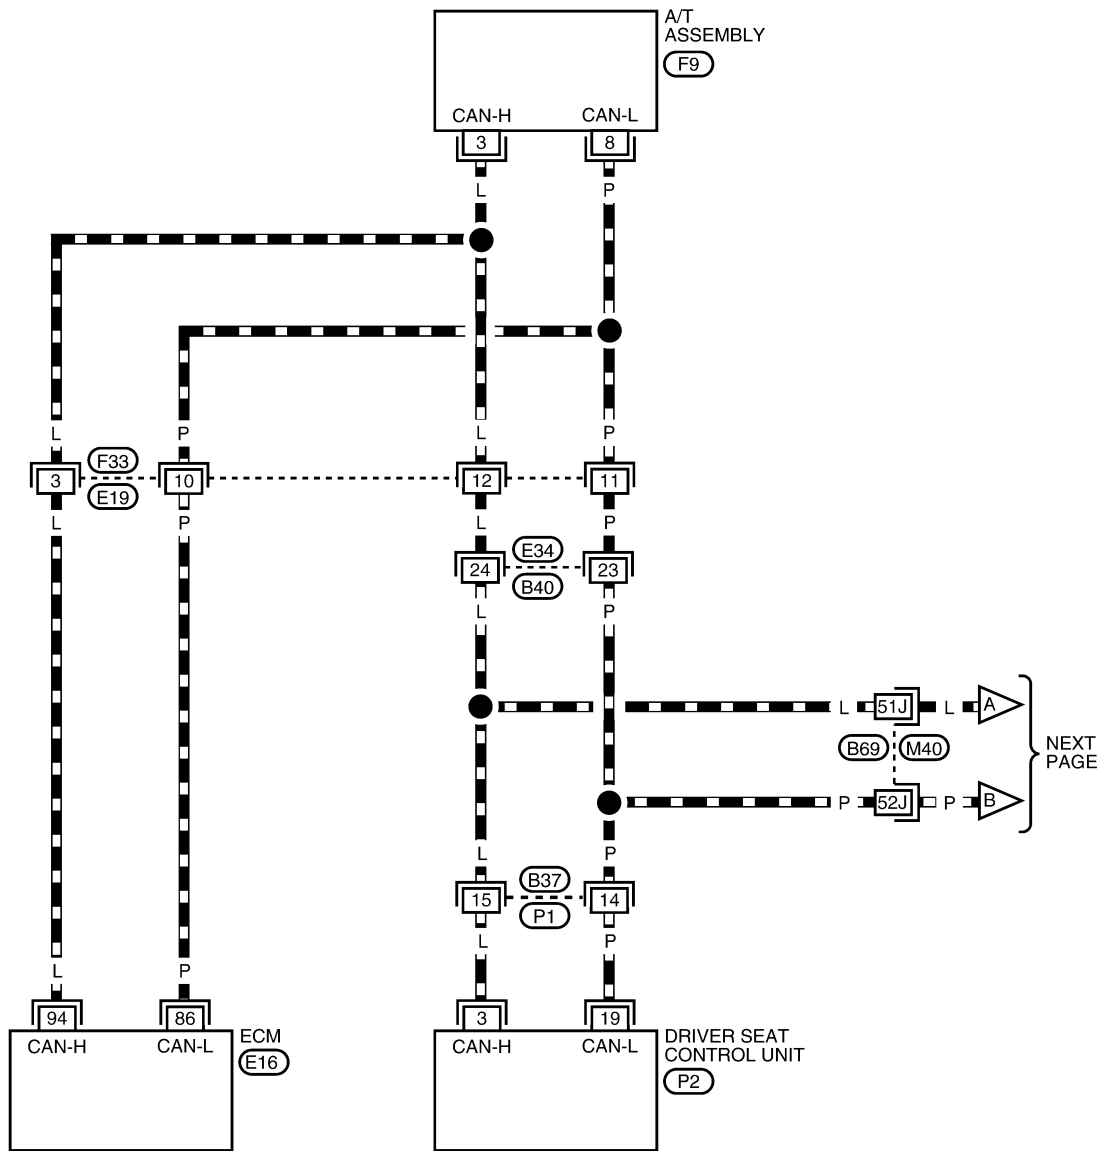 A/T
ASSEMBLY
F9
CAN-H CAN-L
3 8
L P
L P L P
F33
3 10 12 11
E19
L P L P
E34
24 23
B40
L P
L 51J L A
B69 M40
NEXT
PAGE
P 52J P B
L P
B37
15 14
P1
L P L P
94 86 3 19
CAN-H CAN-L CAN-H CAN-L
ECM
E16
DRIVER SEAT
CONTROL UNIT
P2